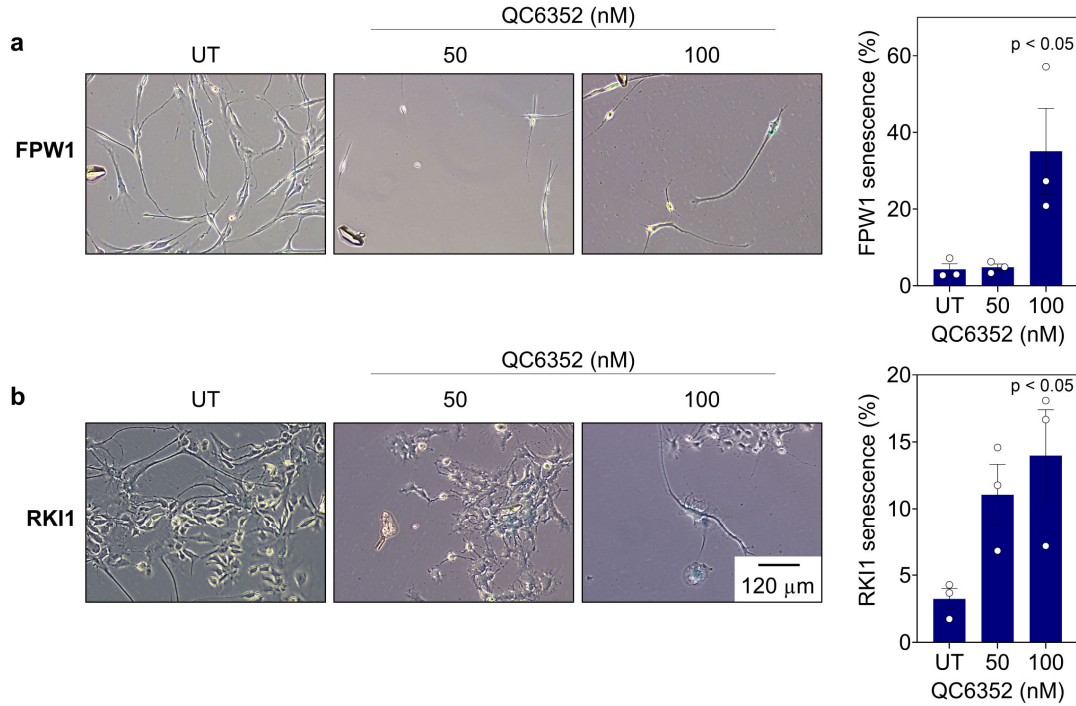 a
QC6352 (nM)
UT
50
100
FPW1
FPW1 senescence (%)
60
40
20
0
p < 0.05
UT
50
100
QC6352 (nM)
b
QC6352 (nM)
UT
50
100
RKI1
120 μm
RKI1 senescence (%)
20
15
10
5
0
p < 0.05
UT
50
100
QC6352 (nM)